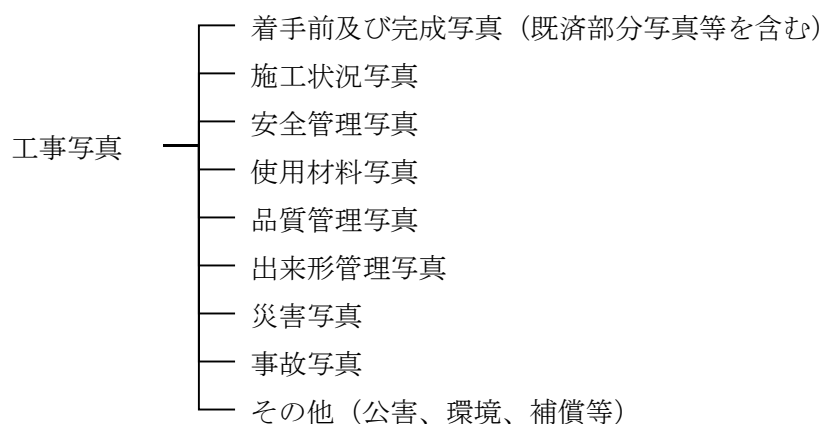 着手前及び完成写真（既済部分写真等を含む）
施工状況写真
安全管理写真
工事写真
使用材料写真
品質管理写真
出来形管理写真
災害写真
事故写真
その他（公害、環境、補償等）